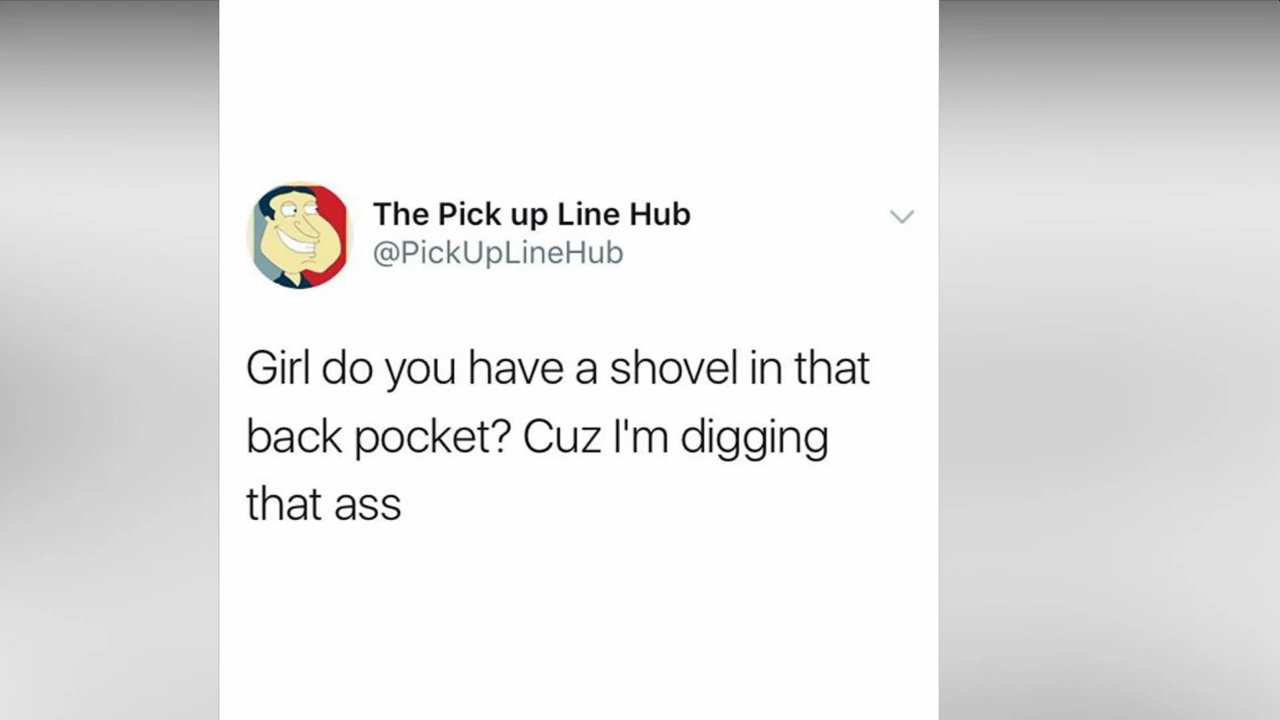 The Pick up Line Hub
@PickUpLineHub
Girl do you have a shovel in that
back pocket? Cuz I'm digging
that ass